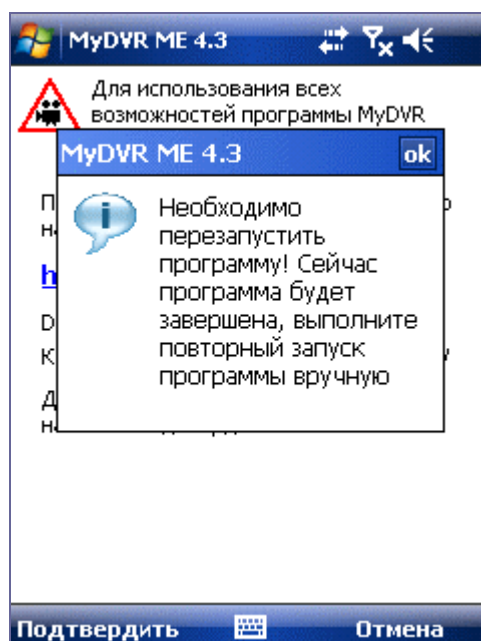 MyDVR ME 4.3
Для использования всех
возможностей программы MyDVR
MyDVR ME 4.3
ok
Необходимо
перезапустить
программу! Сейчас
программа будет
завершена, выполните
повторный запуск
программы вручную
Подтвердить
Отмена